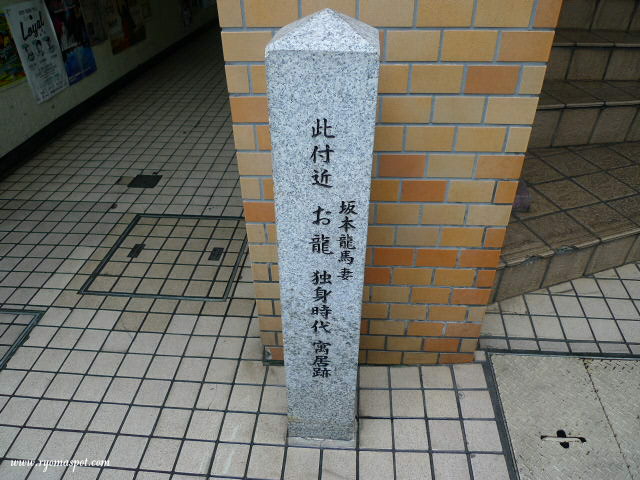 坂本龍馬妻
此付近 お龍 独身時代 寓居跡
Loyal!
www.ryomaspot.com